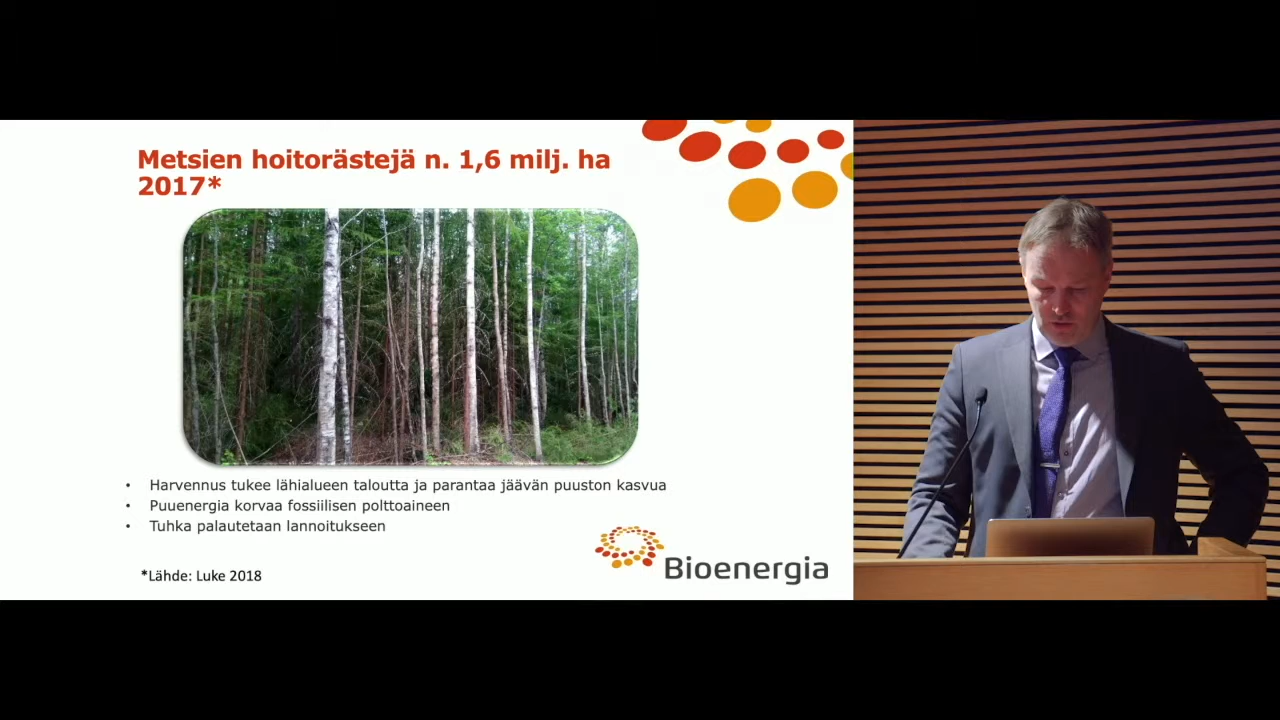 Metsien hoitorästejä n. 1,6 milj. ha
2017*
• Harvennus tukee lähialueen taloutta ja parantaa jäävän puuston kasvua
• Puuenergia korvaa fossiilisen polttoaineen
• Tuhka palautetaan lannoitukseen
*Lähde: Luke 2018
Bioenergia